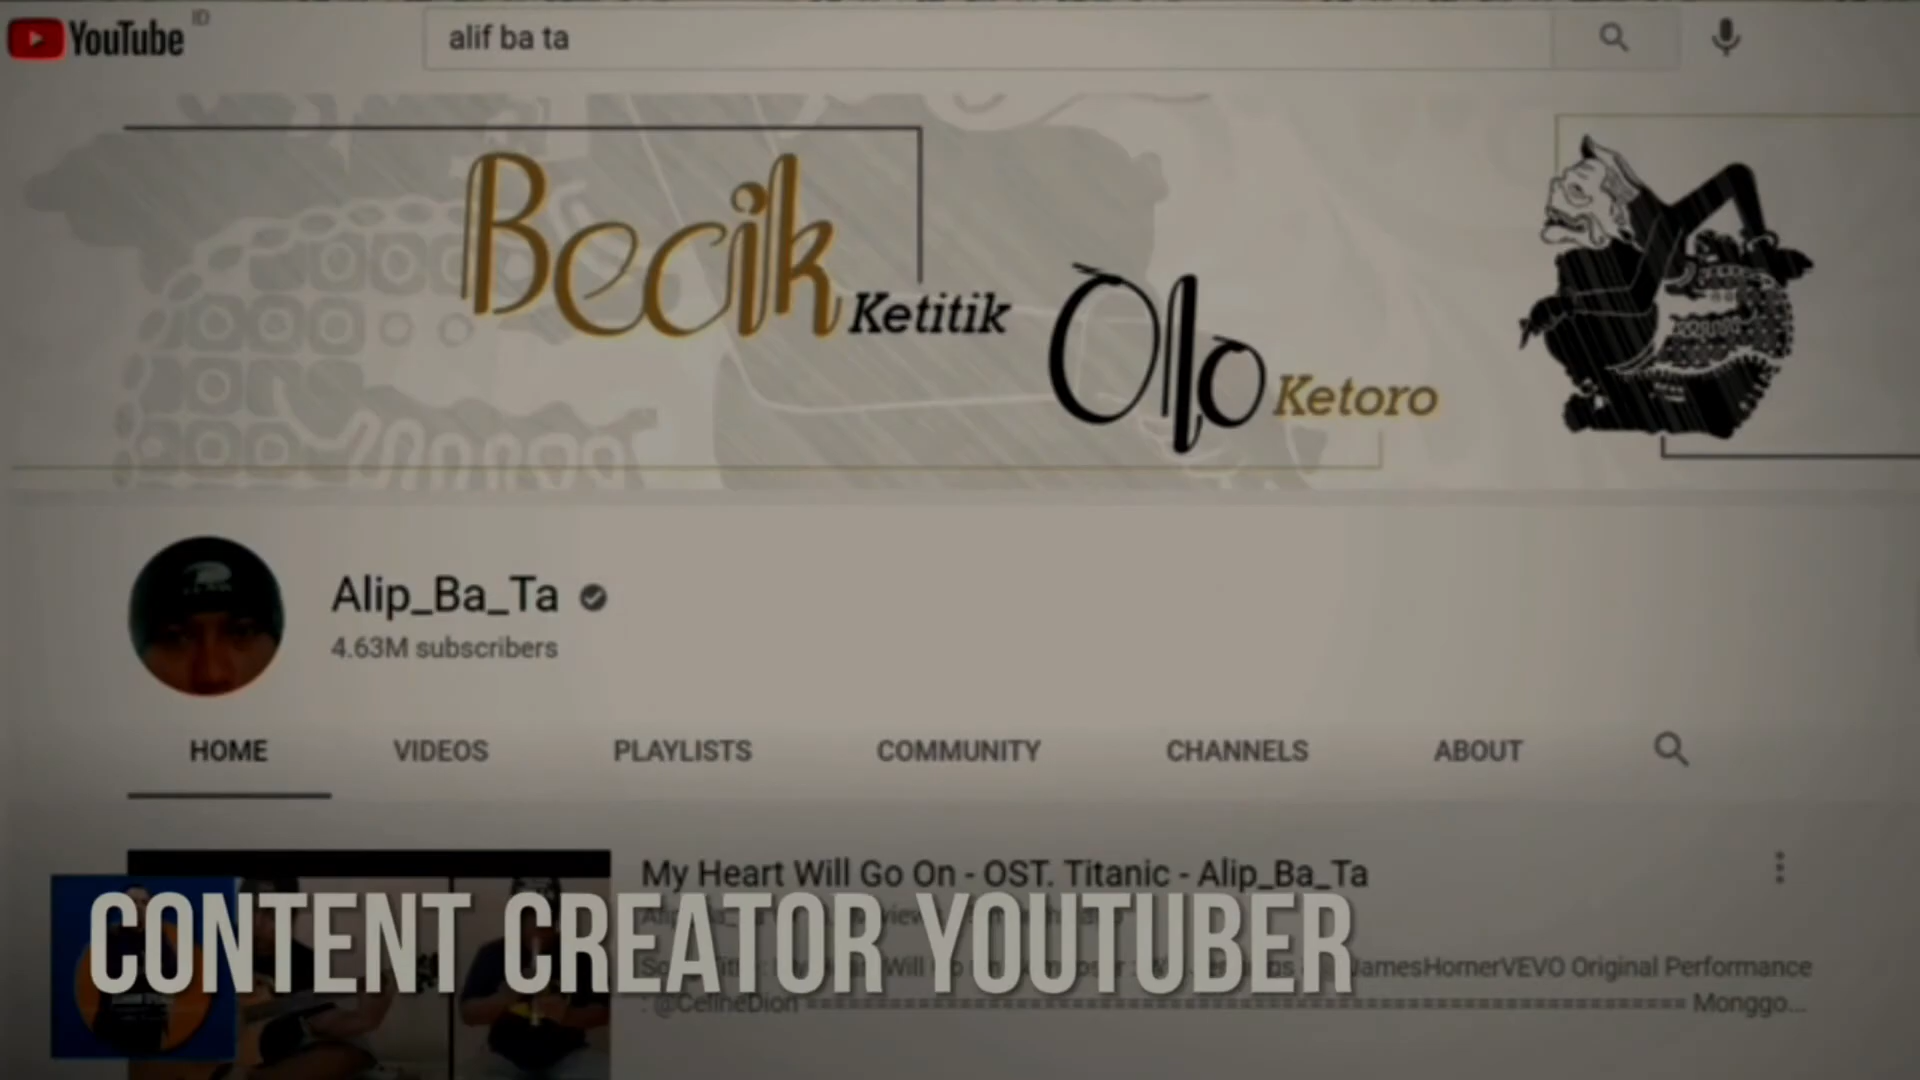 YouTube ID
alif ba ta
Becik Ketitik
Olo Ketoro
Alip_Ba_Ta
4.63M subscribers
HOME VIDEOS PLAYLISTS COMMUNITY CHANNELS ABOUT
My Heart Will Go On - OST. Titanic - Alip_Ba_Ta
CONTENT CREATOR YOUTUBER
JamesHornerVEVO Original Performance
: @CelineDion Monggo...